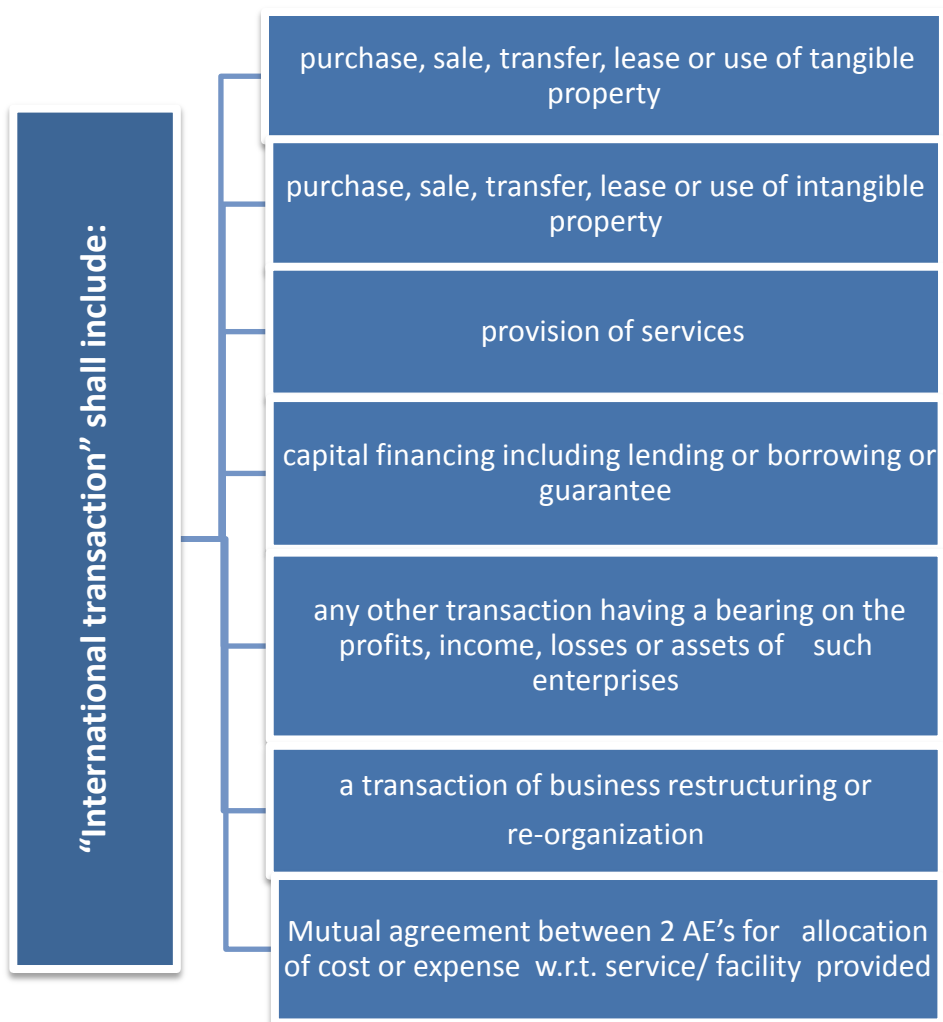 “International transaction” shall include:
purchase, sale, transfer, lease or use of tangible
property
purchase, sale, transfer, lease or use of intangible
property
provision of services
capital financing including lending or borrowing or
guarantee
any other transaction having a bearing on the
profits, income, losses or assets of such
enterprises
a transaction of business restructuring or
re-organization
Mutual agreement between 2 AE’s for allocation
of cost or expense w.r.t. service/ facility provided